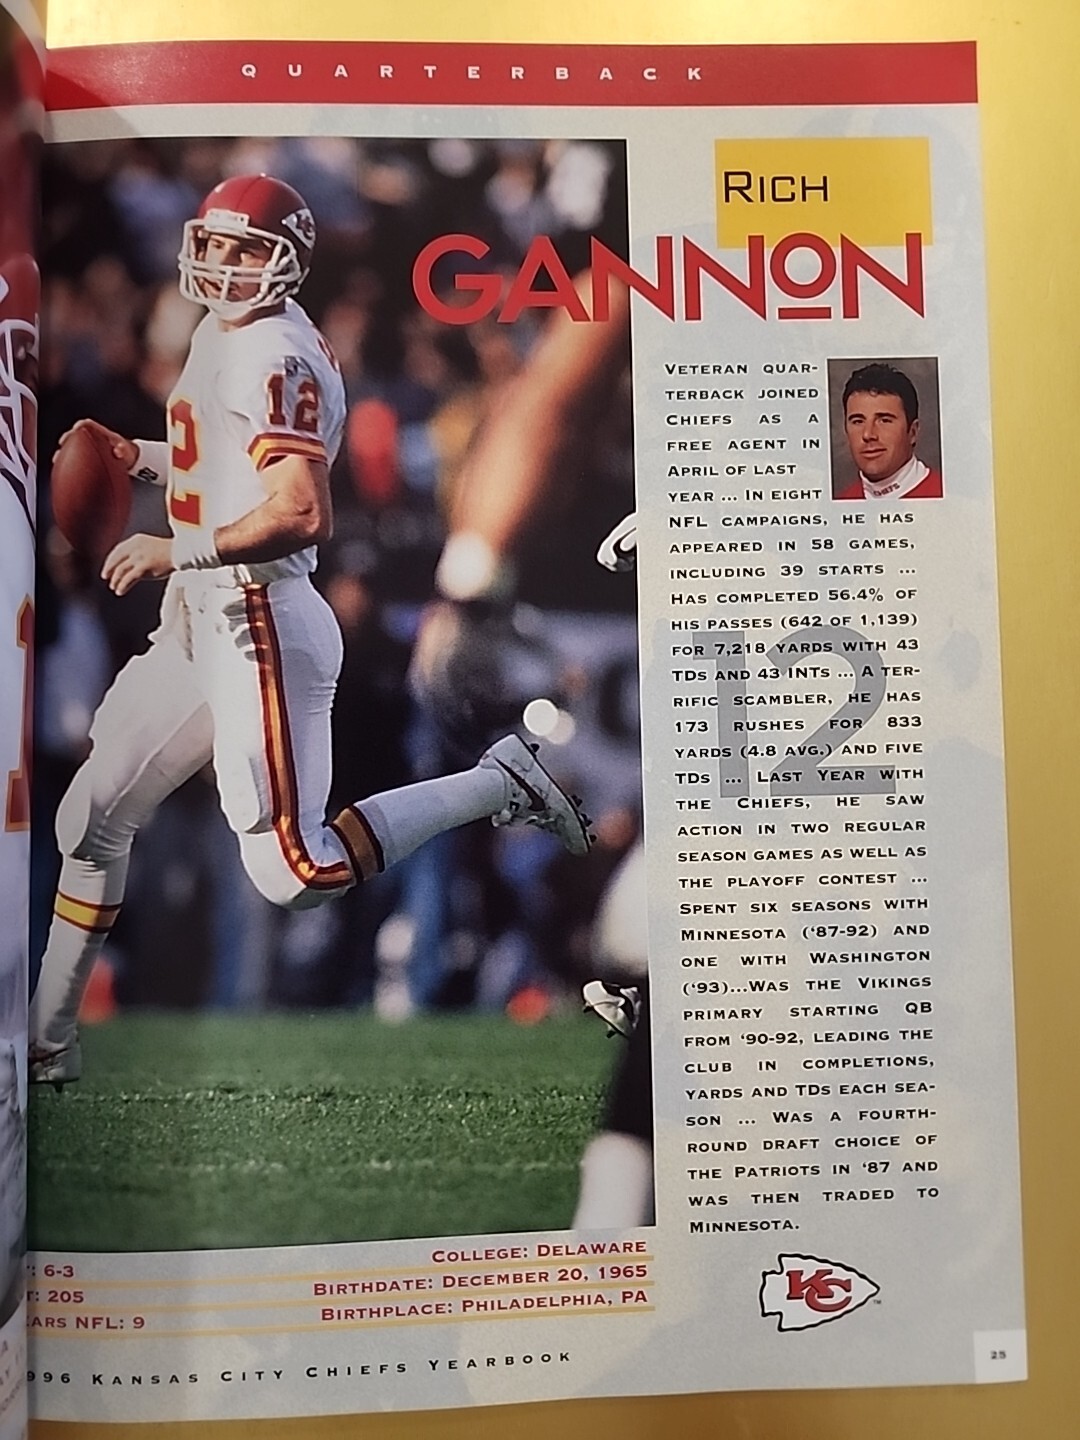 QUARTERBACK
RICH
GANNON
12
2
VETERAN QUAR-
TERBACK JOINED
CHIEFS AS A
FREE AGENT IN
APRIL OF LAST
YEAR ... IN EIGHT
NFL CAMPAIGNS, HE HAS
APPEARED IN 58 GAMES,
INCLUDING 39 STARTS ...
HAS COMPLETED 56.4% OF
HIS PASSES (642 OF 1,139)
FOR 7,218 YARDS WITH 43
TDS AND 43 INTS ... A TER-
RIFIC SCRAMBLER, HE HAS
173 RUSHES FOR 833
YARDS (4.8 AVG.) AND FIVE
TDS ... LAST YEAR WITH
THE CHIEFS, HE SAW
ACTION IN TWO REGULAR
SEASON GAMES AS WELL AS
THE PLAYOFF CONTEST ...
SPENT SIX SEASONS WITH
MINNESOTA ('87-92) AND
ONE WITH WASHINGTON
('93)...WAS THE VIKINGS
PRIMARY STARTING QB
FROM '90-92, LEADING THE
CLUB IN COMPLETIONS,
YARDS AND TDS EACH SEA-
SON ... WAS A FOURTH-
ROUND DRAFT CHOICE OF
THE PATRIOTS IN '87 AND
WAS THEN TRADED TO
MINNESOTA.
12
CHIEFS
: 6-3
T: 205
EARS NFL: 9
COLLEGE: DELAWARE
BIRTHDATE: DECEMBER 20, 1965
BIRTHPLACE: PHILADELPHIA, PA
KC
TM
996 KANSAS CITY CHIEFS YEARBOOK
25